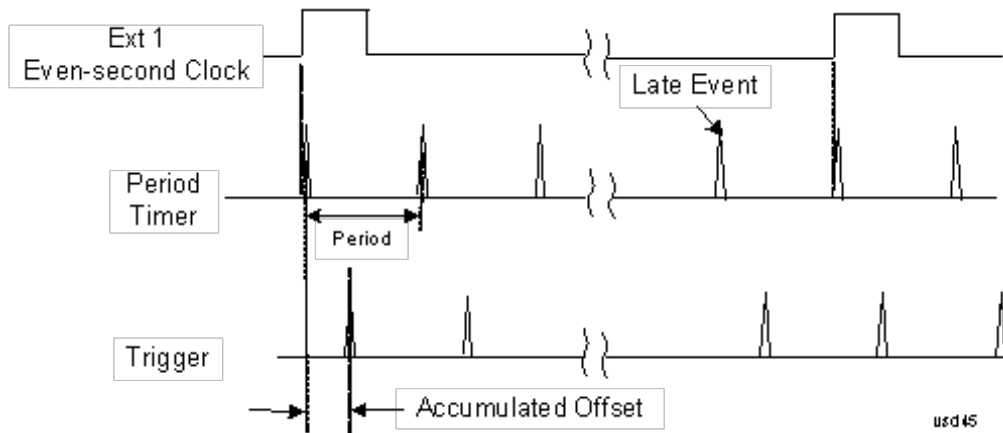 Ext 1
Even-second Clock
Late Event
Period
Timer
Period
Trigger
Accumulated Offset
usd45